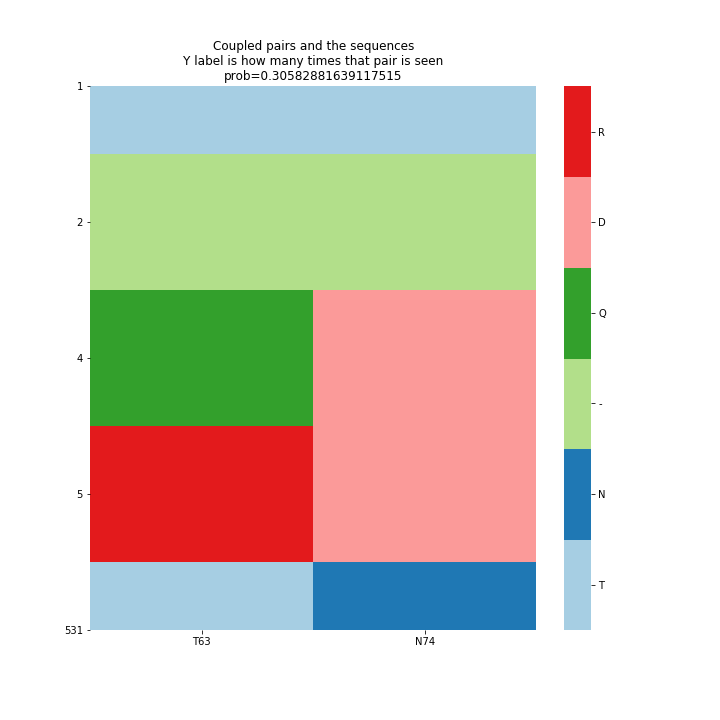 Coupled pairs and the sequences
Y label is how many times that pair is seen
prob=0.30582881639117515
1
2
4
5
531
T63
N74
R
D
Q
-
N
T